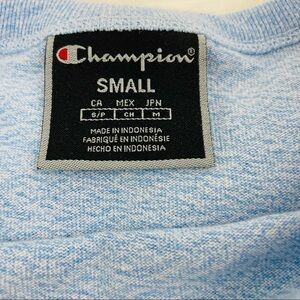 Champion®
SMALL
CA MEX JPN
S/P CH M
MADE IN INDONESIA
FABRIQUÉ EN INDONÉSIE
HECHO EN INDONESIA